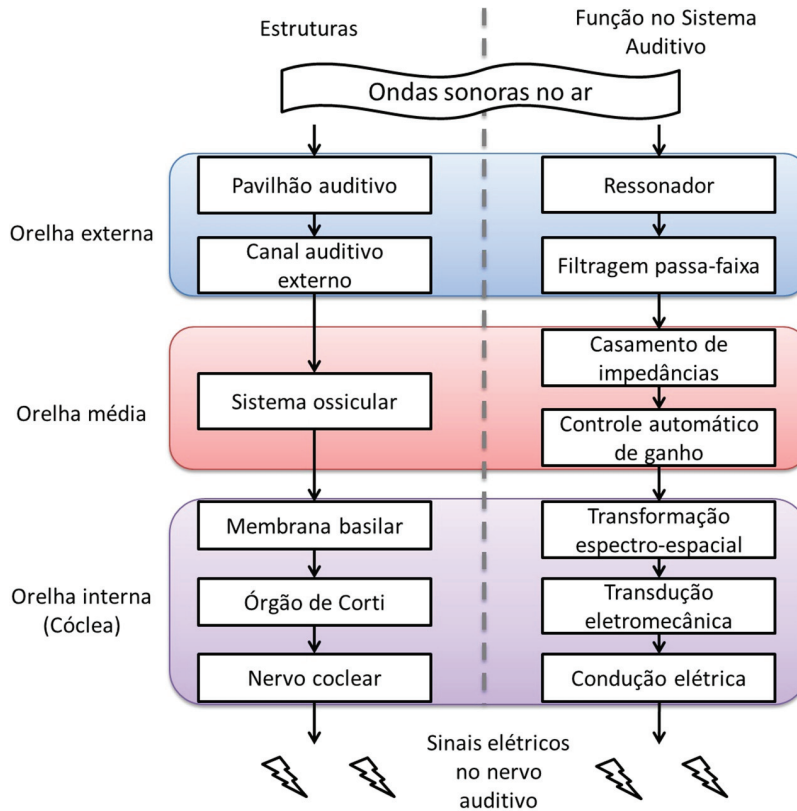 Estruturas
Função no Sistema
Auditivo
Ondas sonoras no ar
Orelha externa
Pavilhão auditivo
Ressonador
Canal auditivo
externo
Filtragem passa-faixa
Orelha média
Sistema ossicular
Casamento de
impedâncias
Controle automático
de ganho
Orelha interna
(Cóclea)
Membrana basilar
Transformação
espectro-espacial
Órgão de Corti
Transdução
eletromecânica
Nervo coclear
Condução elétrica
Sinais elétricos
no nervo
auditivo